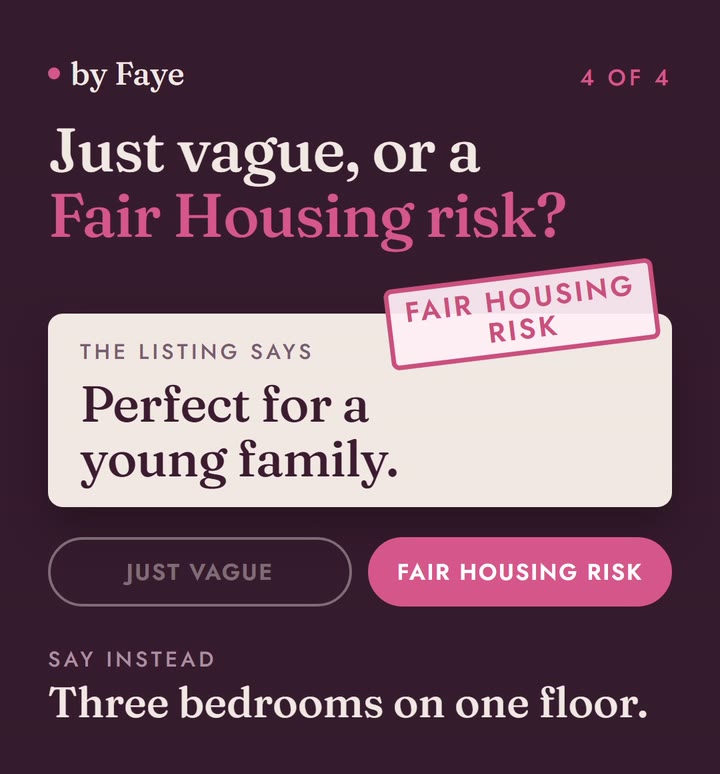 by Faye
4 OF 4
Just vague, or a
Fair Housing risk?
FAIR HOUSING
RISK
THE LISTING SAYS
Perfect for a
young family.
JUST VAGUE
FAIR HOUSING RISK
SAY INSTEAD
Three bedrooms on one floor.